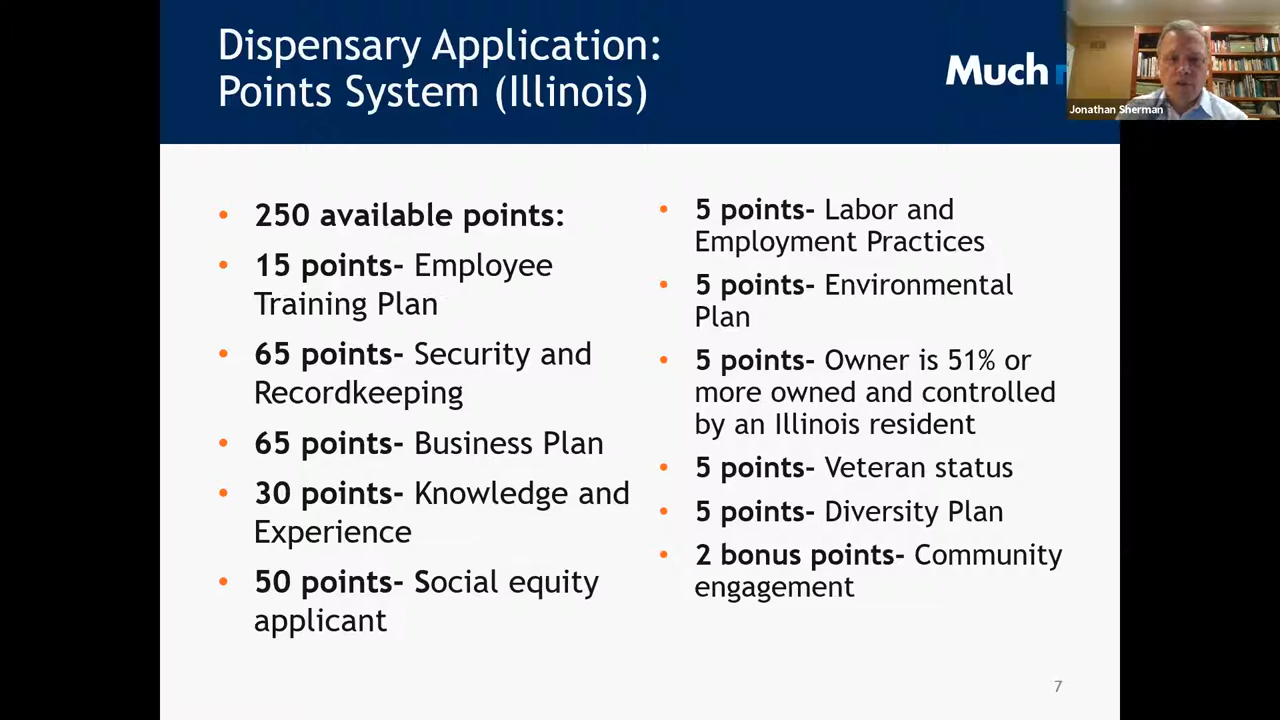 Dispensary Application:
Points System (Illinois)
Much
Jonathan Sherman
• 250 available points:
• 15 points- Employee
Training Plan
• 65 points- Security and
Recordkeeping
• 65 points- Business Plan
• 30 points- Knowledge and
Experience
• 50 points- Social equity
applicant
• 5 points- Labor and
Employment Practices
• 5 points- Environmental
Plan
• 5 points- Owner is 51% or
more owned and controlled
by an Illinois resident
• 5 points- Veteran status
• 5 points- Diversity Plan
• 2 bonus points- Community
engagement
7